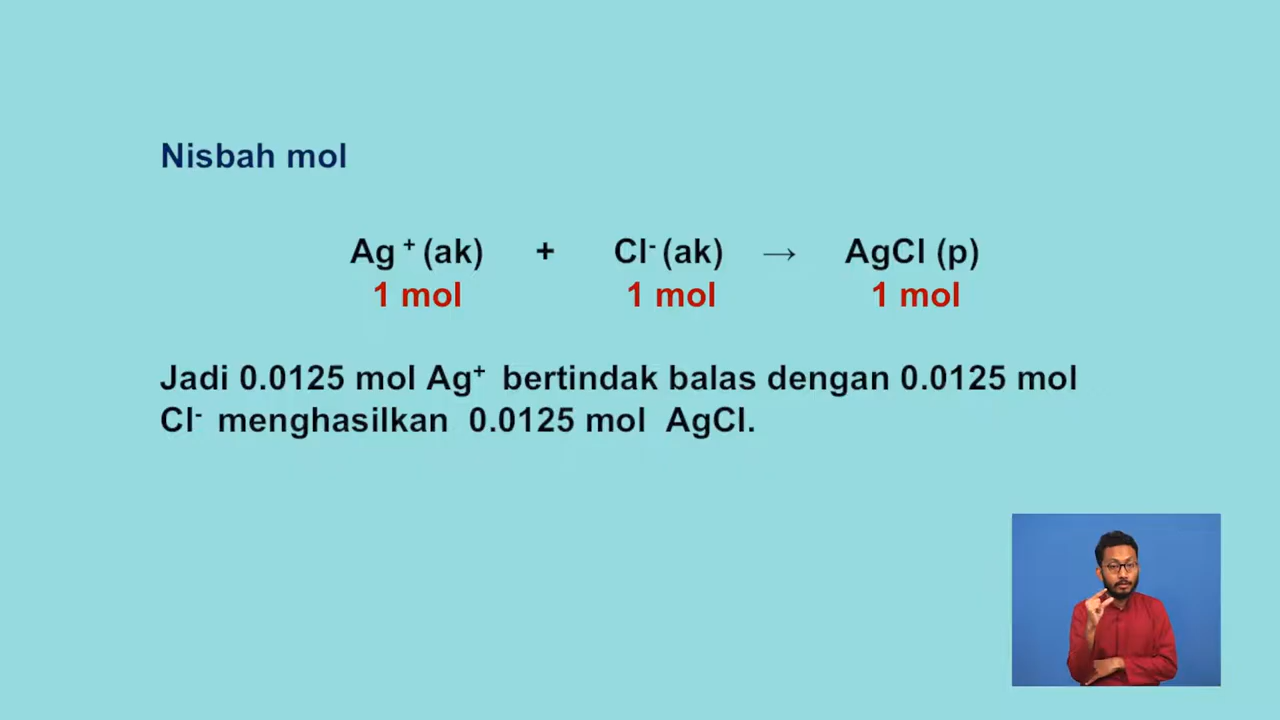 Nisbah mol
Ag⁺ (ak) + Cl⁻ (ak) → AgCl (p)
1 mol 1 mol 1 mol
Jadi 0.0125 mol Ag⁺ bertindak balas dengan 0.0125 mol
Cl⁻ menghasilkan 0.0125 mol AgCl.